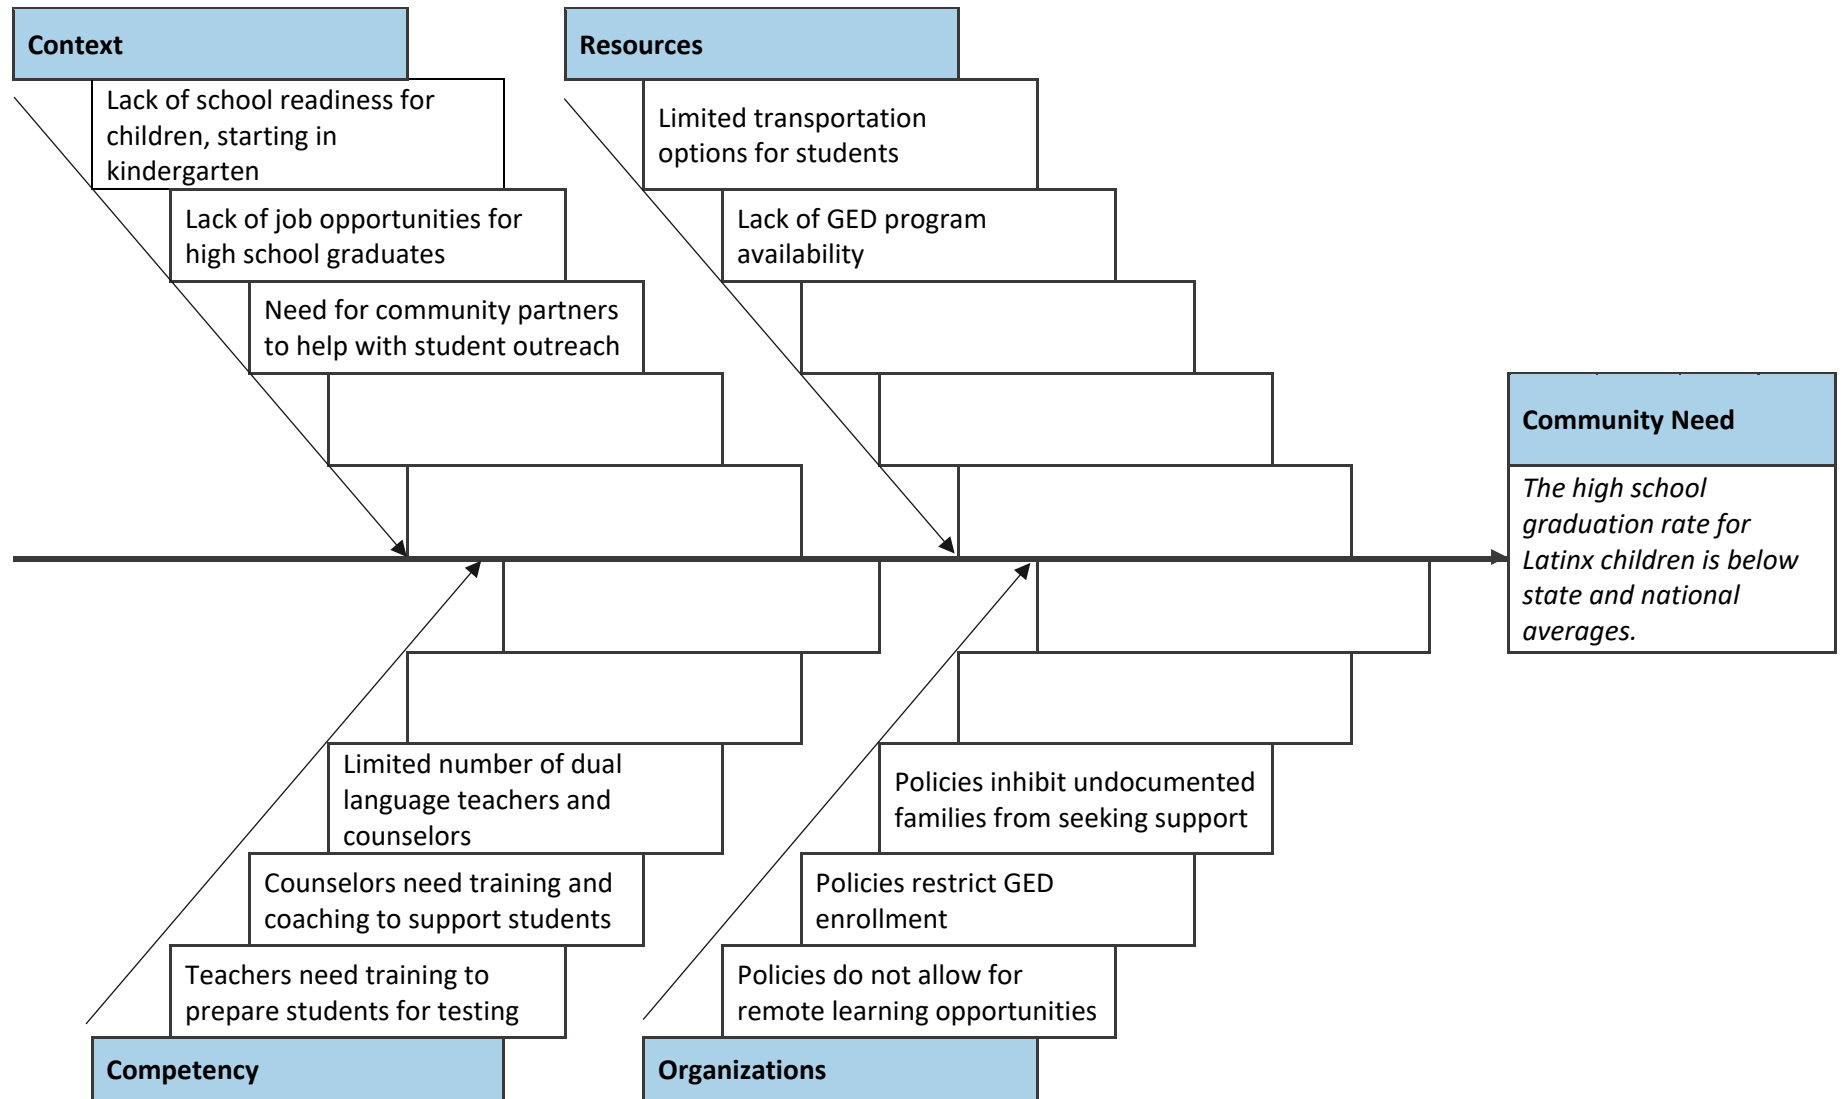 Context
Lack of school readiness for
children, starting in
kindergarten
Lack of job opportunities for
high school graduates
Need for community partners
to help with student outreach
Resources
Limited transportation
options for students
Lack of GED program
availability
Community Need
The high school
graduation rate for
Latinx children is below
state and national
averages.
Limited number of dual
language teachers and
counselors
Counselors need training and
coaching to support students
Teachers need training to
prepare students for testing
Competency
Policies inhibit undocumented
families from seeking support
Policies restrict GED
enrollment
Policies do not allow for
remote learning opportunities
Organizations